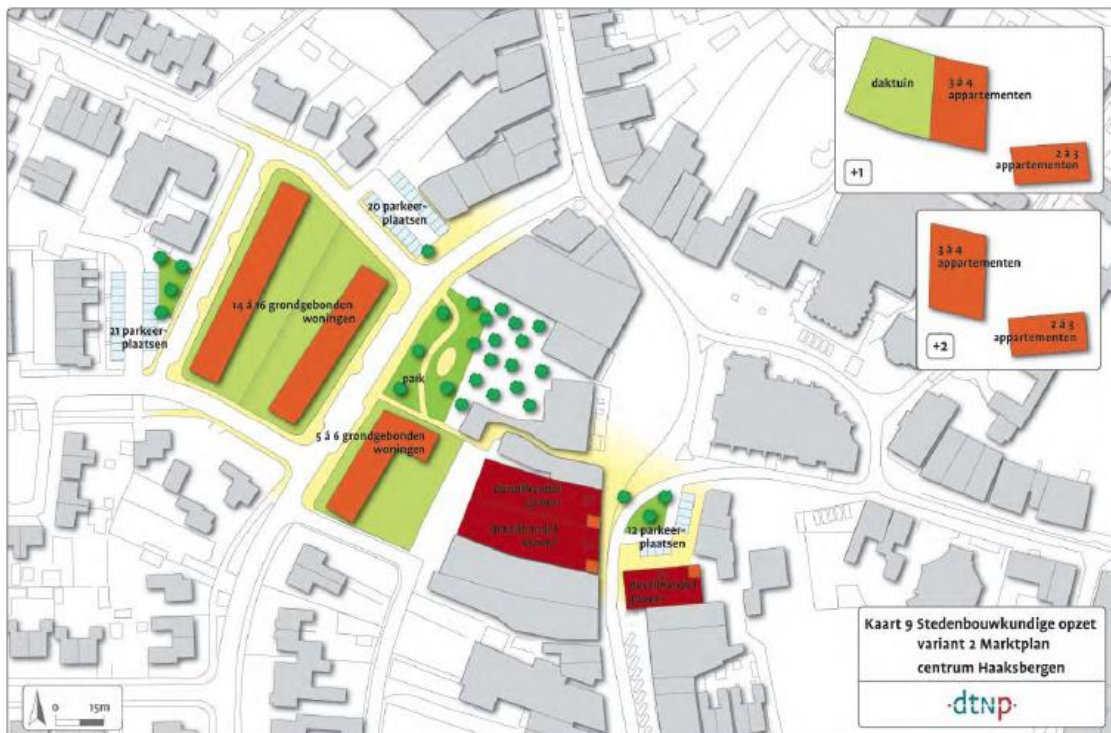 daktuin
3 à 4
appartementen
2 à 3
appartementen
+1
3 à 4
appartementen
2 à 3
appartementen
+2
20 parkeer-
plaatsen
14 à 16 grondgebonden
woningen
21 parkeer-
plaatsen
park
5 à 6 grondgebonden
woningen
12 parkeer-
plaatsen
Kaart 9 Stedenbouwkundige opzet
variant 2 Marktplan
centrum Haaksbergen
dtnp
0 15m